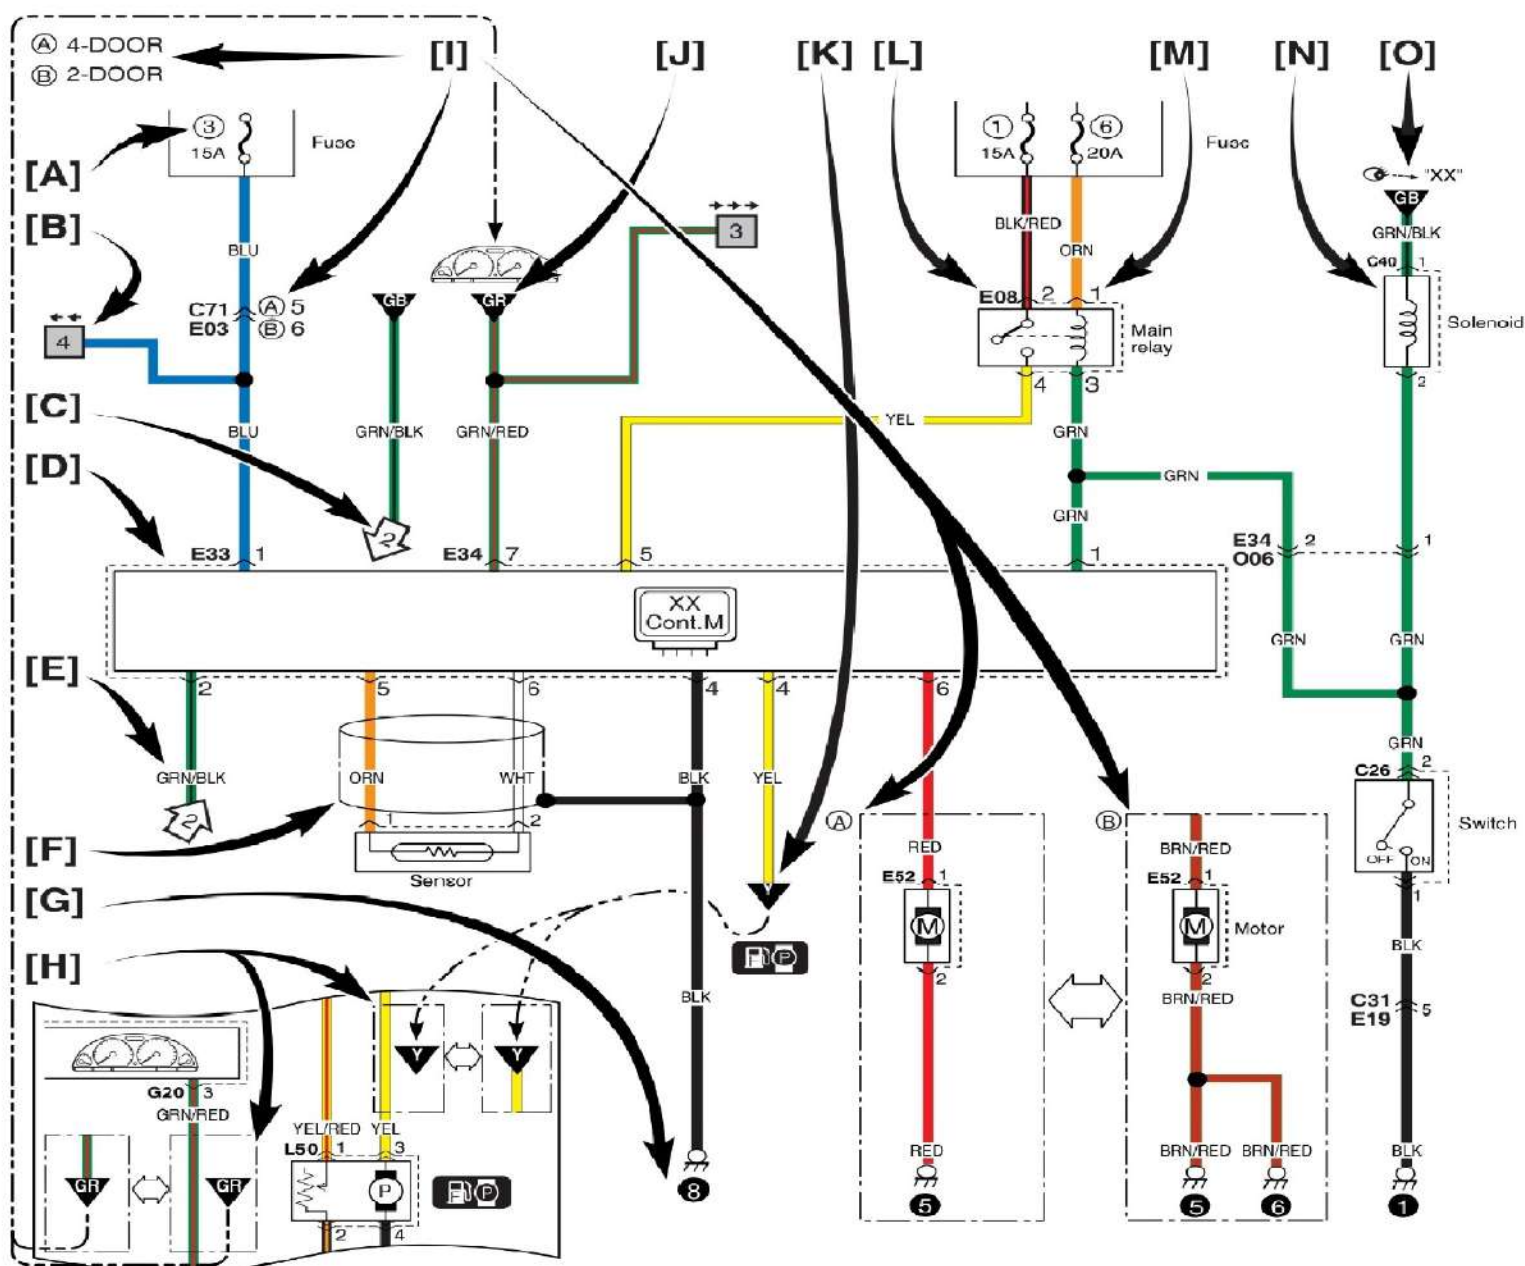 Ⓐ 4-DOOR
Ⓑ 2-DOOR
[I] [J] [K] [L] [M] [N] [O]
③
15A
Fuse
①
15A
⑥
20A
Fuse
"XX"
GB
[A]
[B]
BLU
3
BLK/RED
ORN
GRN/BLK
C40 1
C71 Ⓐ 5
E03 Ⓑ 6
GB
GR
E08 2 1
4
Main
relay
Solenoid
4 3
2
[C]
BLU
GRN/BLK
GRN/RED
YEL
GRN
[D]
GRN
GRN
E33 1
2
E34 7
5
1
E34 2
O06
1
XX
Cont.M
GRN
GRN
[E]
2
5
6
4
4
6
GRN
C26 2
GRN/BLK
ORN
WHT
BLK
YEL
2
1
2
Sensor
[F]
Ⓐ
Ⓑ
RED
BRN/RED
OFF
ON
Switch
1
[G]
Y
E52 1
E52 1
M
M
Motor
BLK
[H]
P
2
2
BLK
BRN/RED
C31
E19
5
G20 3
GRN/RED
Y
Y
YEL/RED
YEL
L50 1
3
RED
BRN/RED
BRN/RED
BLK
GR
GR
P
P
8
5
5
6
1
2
4